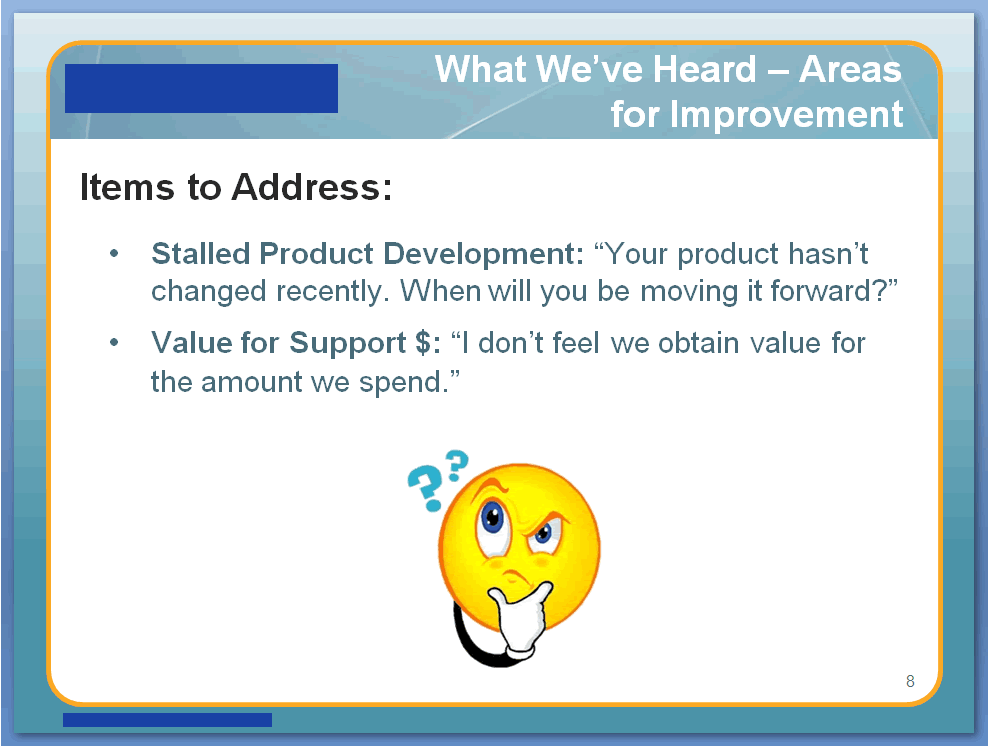 What We’ve Heard – Areas
for Improvement
Items to Address:
• Stalled Product Development: “Your product hasn’t
changed recently. When will you be moving it forward?”
• Value for Support $: “I don’t feel we obtain value for
the amount we spend.”
? ?
8